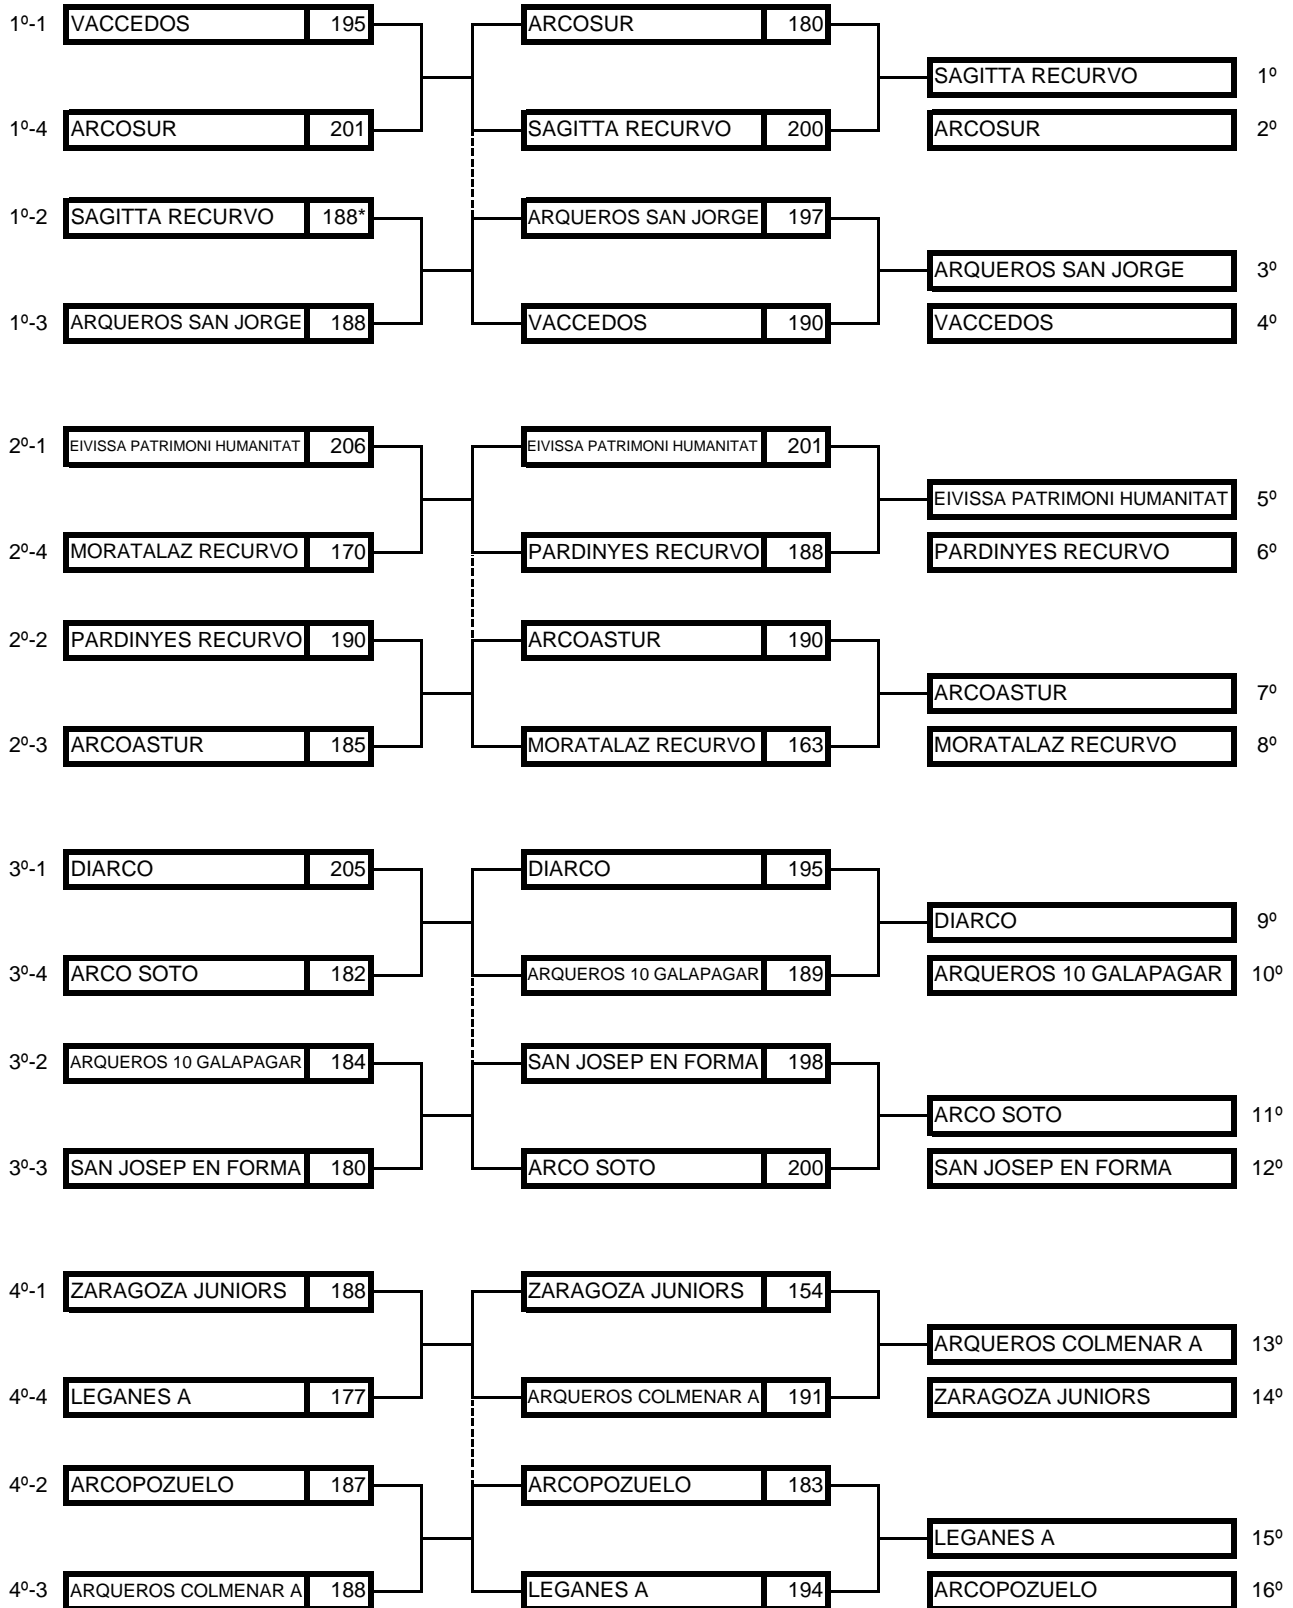 1º-1 VACCEDOS 195 ARCOSUR 180
SAGITTA RECURVO 1º
1º-4 ARCOSUR 201 SAGITTA RECURVO 200 ARCOSUR 2º
1º-2 SAGITTA RECURVO 188* ARQUEROS SAN JORGE 197
ARQUEROS SAN JORGE 3º
1º-3 ARQUEROS SAN JORGE 188 VACCEDOS 190 VACCEDOS 4º
2º-1 EIVISSA PATRIMONI HUMANITAT 206 EIVISSA PATRIMONI HUMANITAT 201
EIVISSA PATRIMONI HUMANITAT 5º
2º-4 MORATALAZ RECURVO 170 PARDINYES RECURVO 188 PARDINYES RECURVO 6º
2º-2 PARDINYES RECURVO 190 ARCOASTUR 190
ARCOASTUR 7º
2º-3 ARCOASTUR 185 MORATALAZ RECURVO 163 MORATALAZ RECURVO 8º
3º-1 DIARCO 205 DIARCO 195
DIARCO 9º
3º-4 ARCO SOTO 182 ARQUEROS 10 GALAPAGAR 189 ARQUEROS 10 GALAPAGAR 10º
3º-2 ARQUEROS 10 GALAPAGAR 184 SAN JOSEP EN FORMA 198
ARCO SOTO 11º
3º-3 SAN JOSEP EN FORMA 180 ARCO SOTO 200 SAN JOSEP EN FORMA 12º
4º-1 ZARAGOZA JUNIORS 188 ZARAGOZA JUNIORS 154
ARQUEROS COLMENAR A 13º
4º-4 LEGANES A 177 ARQUEROS COLMENAR A 191 ZARAGOZA JUNIORS 14º
4º-2 ARCOPOZUELO 187 ARCOPOZUELO 183
LEGANES A 15º
4º-3 ARQUEROS COLMENAR A 188 LEGANES A 194 ARCOPOZUELO 16º